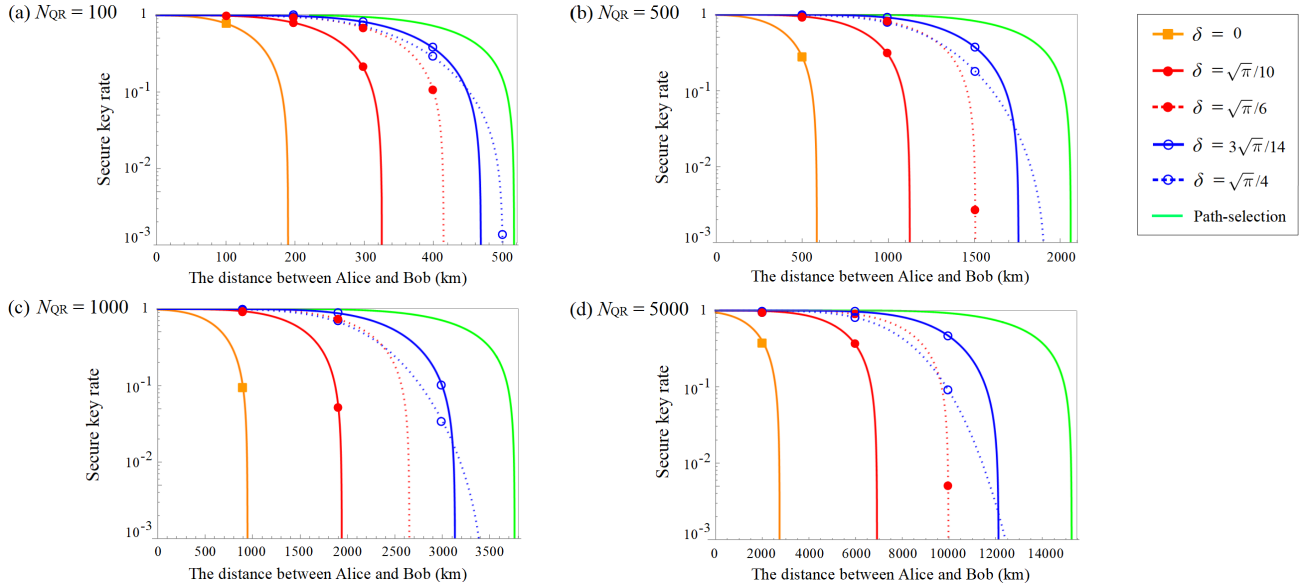 (a) N_QR = 100
Secure key rate
1
10^-1
10^-2
10^-3
0 100 200 300 400 500
The distance between Alice and Bob (km)
(b) N_QR = 500
Secure key rate
1
10^-1
10^-2
10^-3
0 500 1000 1500 2000
The distance between Alice and Bob (km)
δ = 0
δ = √π/10
δ = √π/6
δ = 3√π/14
δ = √π/4
Path-selection
(c) N_QR = 1000
Secure key rate
1
10^-1
10^-2
10^-3
0 500 1000 1500 2000 2500 3000 3500
The distance between Alice and Bob (km)
(d) N_QR = 5000
Secure key rate
1
10^-1
10^-2
10^-3
0 2000 4000 6000 8000 10000 12000 14000
The distance between Alice and Bob (km)